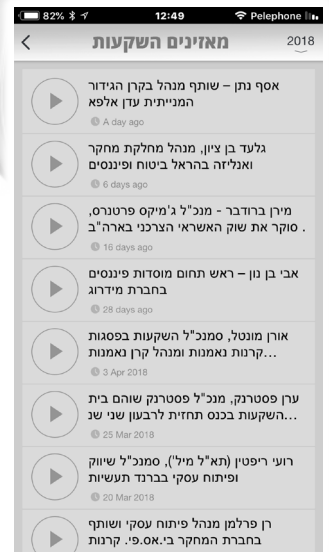 82% 12:49 Pelephone
מאזינים השקעות 2018
אסף נתן – שותף מנהל בקרן הגידור
המנייתית עדן אלפא
A day ago
גלעד בן ציון, מנהל מחלקת מחקר
ואנליזה בהראל ביטוח ופיננסים
6 days ago
מירן ברודבר - מנכ"ל ג'מיקס פרטנרס,
סוקר את שוק האשראי הצרכני בארה"ב .
16 days ago
אבי בן נון – ראש תחום מוסדות פיננסים
בחברת מידרוג
28 days ago
אורן מונטל, סמנכ"ל השקעות בפסגות
קרנות נאמנות ומנהל קרן נאמנות...
3 Apr 2018
ערן פסטרנק, מנכ"ל פסטרנק שוהם בית
השקעות בכנס תחזית לרבעון שני שנ...
25 Mar 2018
רועי ריפטין (תא"ל מיל'), סמנכ"ל שיווק
ופיתוח עסקי בברנד תעשיות
20 Mar 2018
רן פרלמן מנהל פיתוח עסקי ושותף
בחברת המחקר בי.אס.פי. קרנות